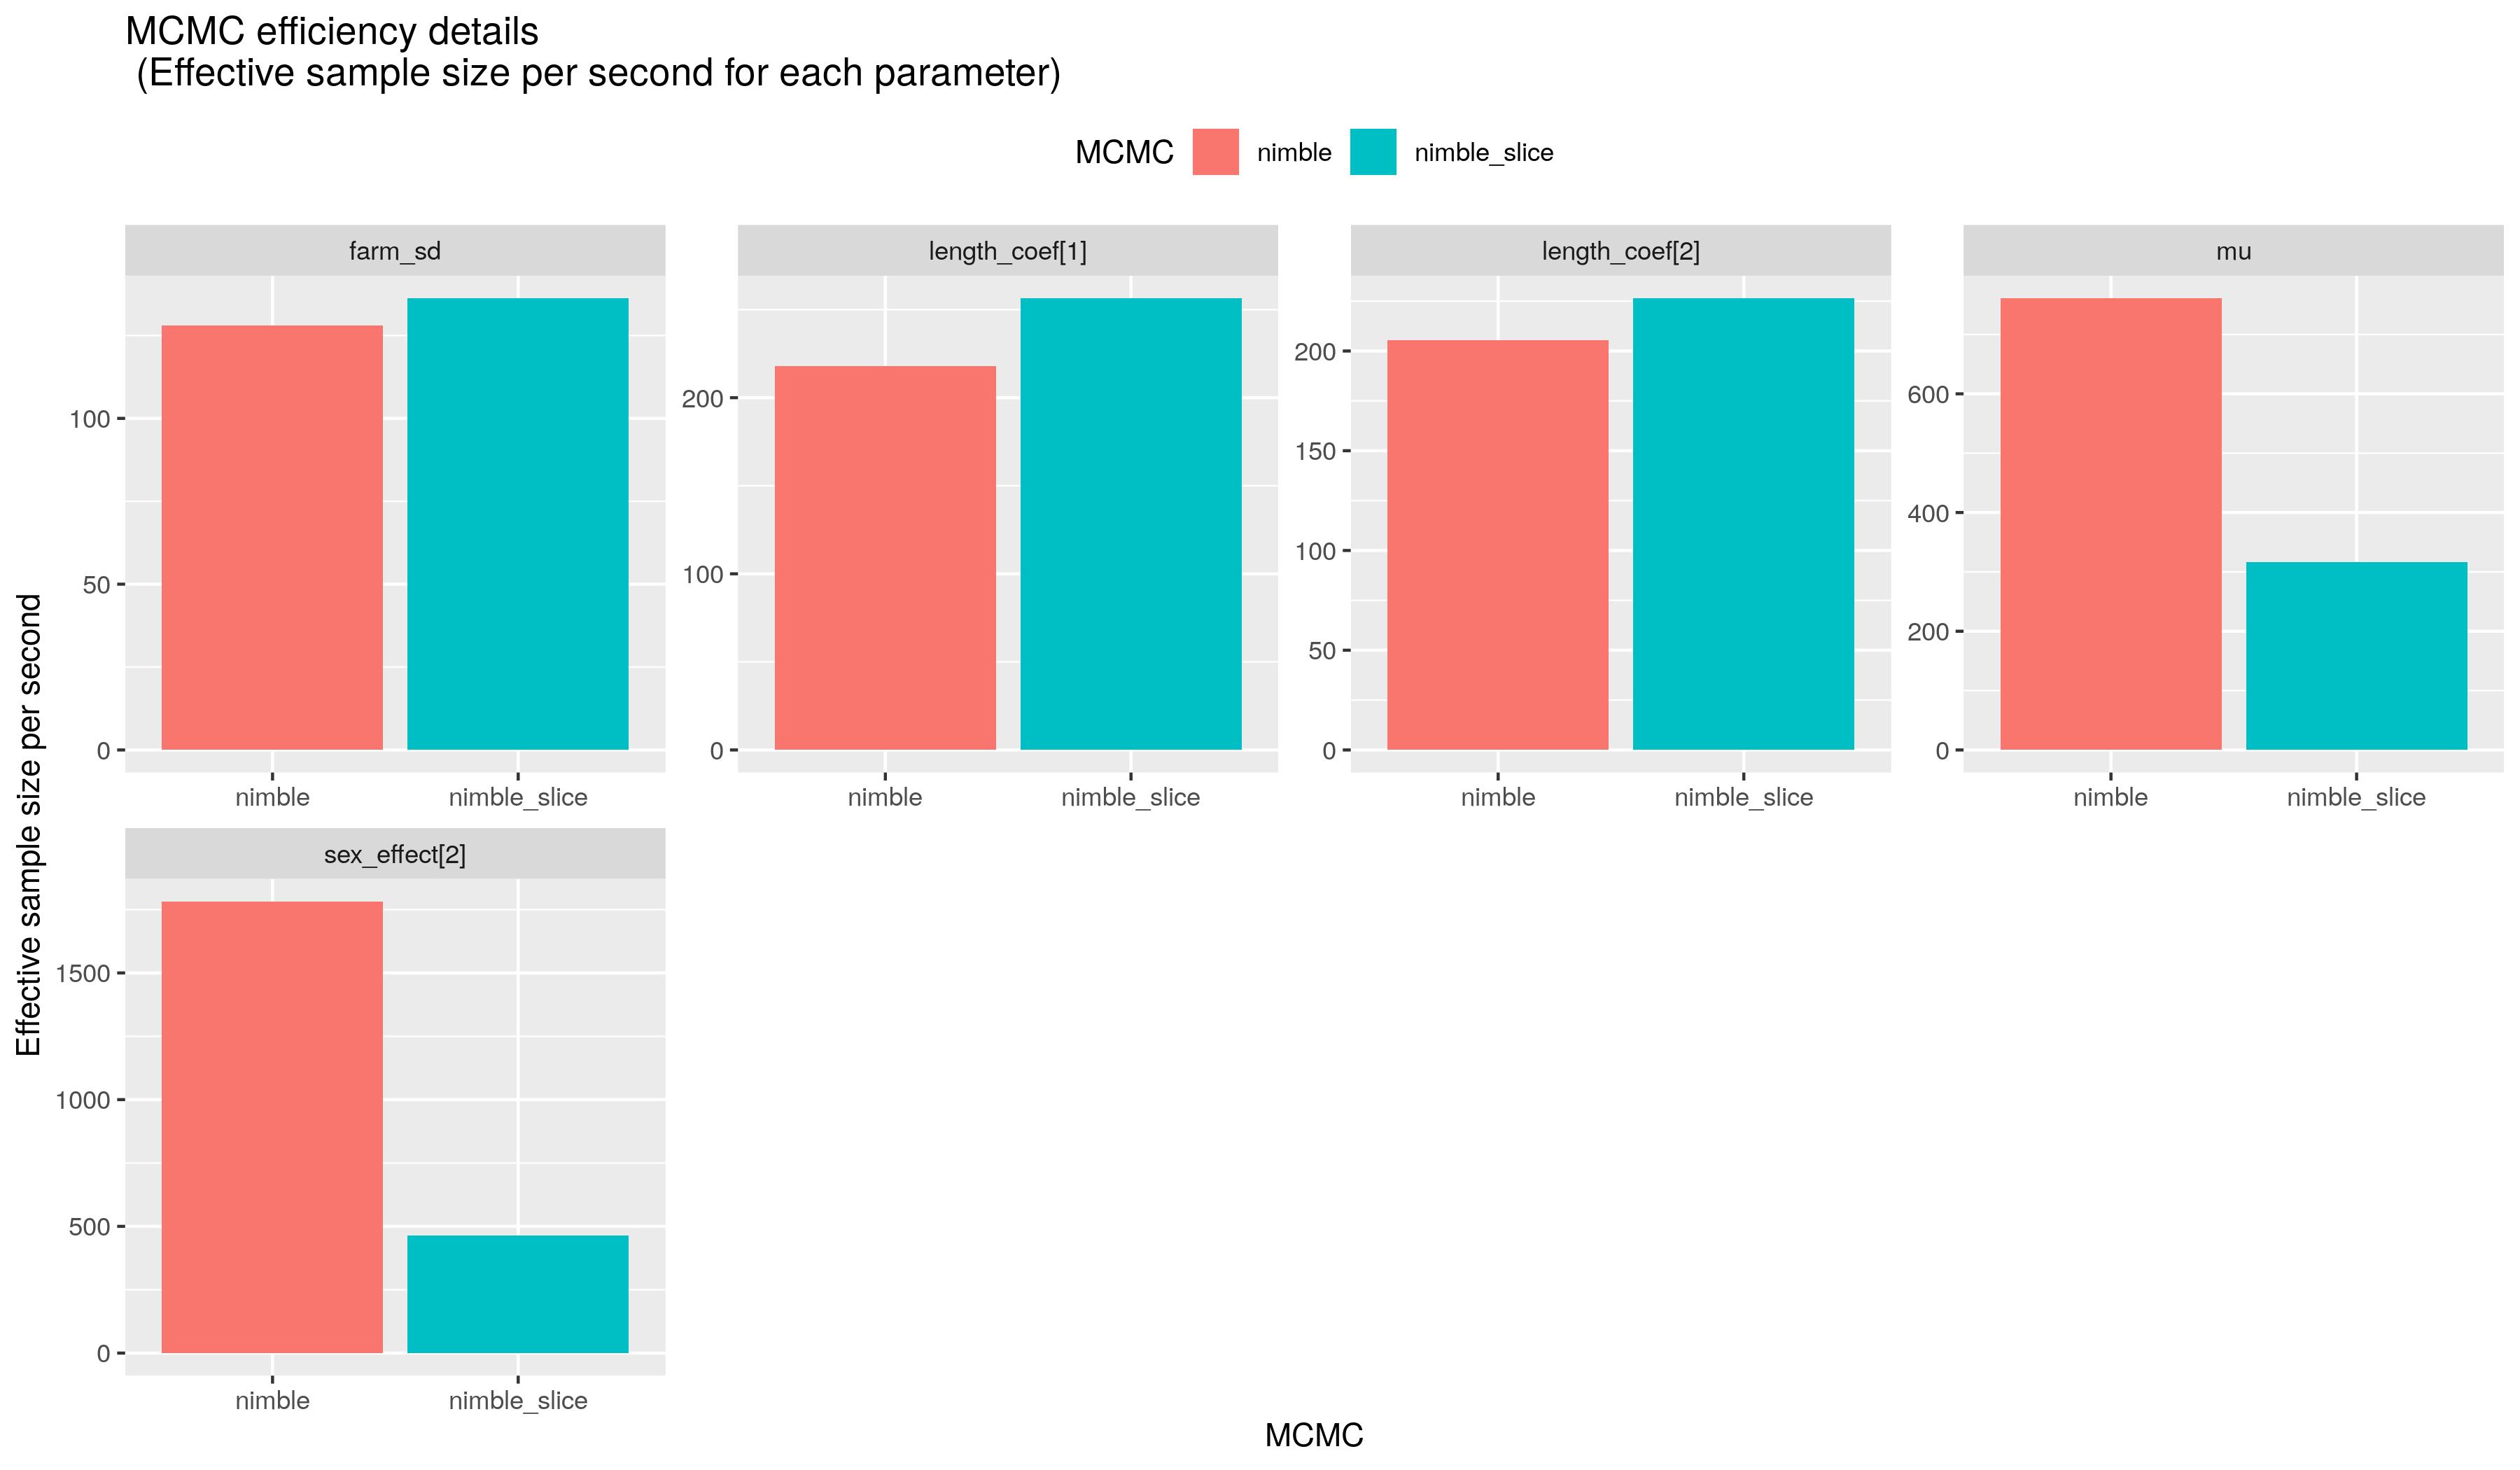 MCMC efficiency details
(Effective sample size per second for each parameter)
MCMC nimble nimble_slice
farm_sd
100
50
0
nimble nimble_slice
length_coef[1]
200
100
0
nimble nimble_slice
length_coef[2]
200
150
100
50
0
nimble nimble_slice
mu
600
400
200
0
nimble nimble_slice
sex_effect[2]
1500
1000
500
0
nimble nimble_slice
Effective sample size per second
MCMC